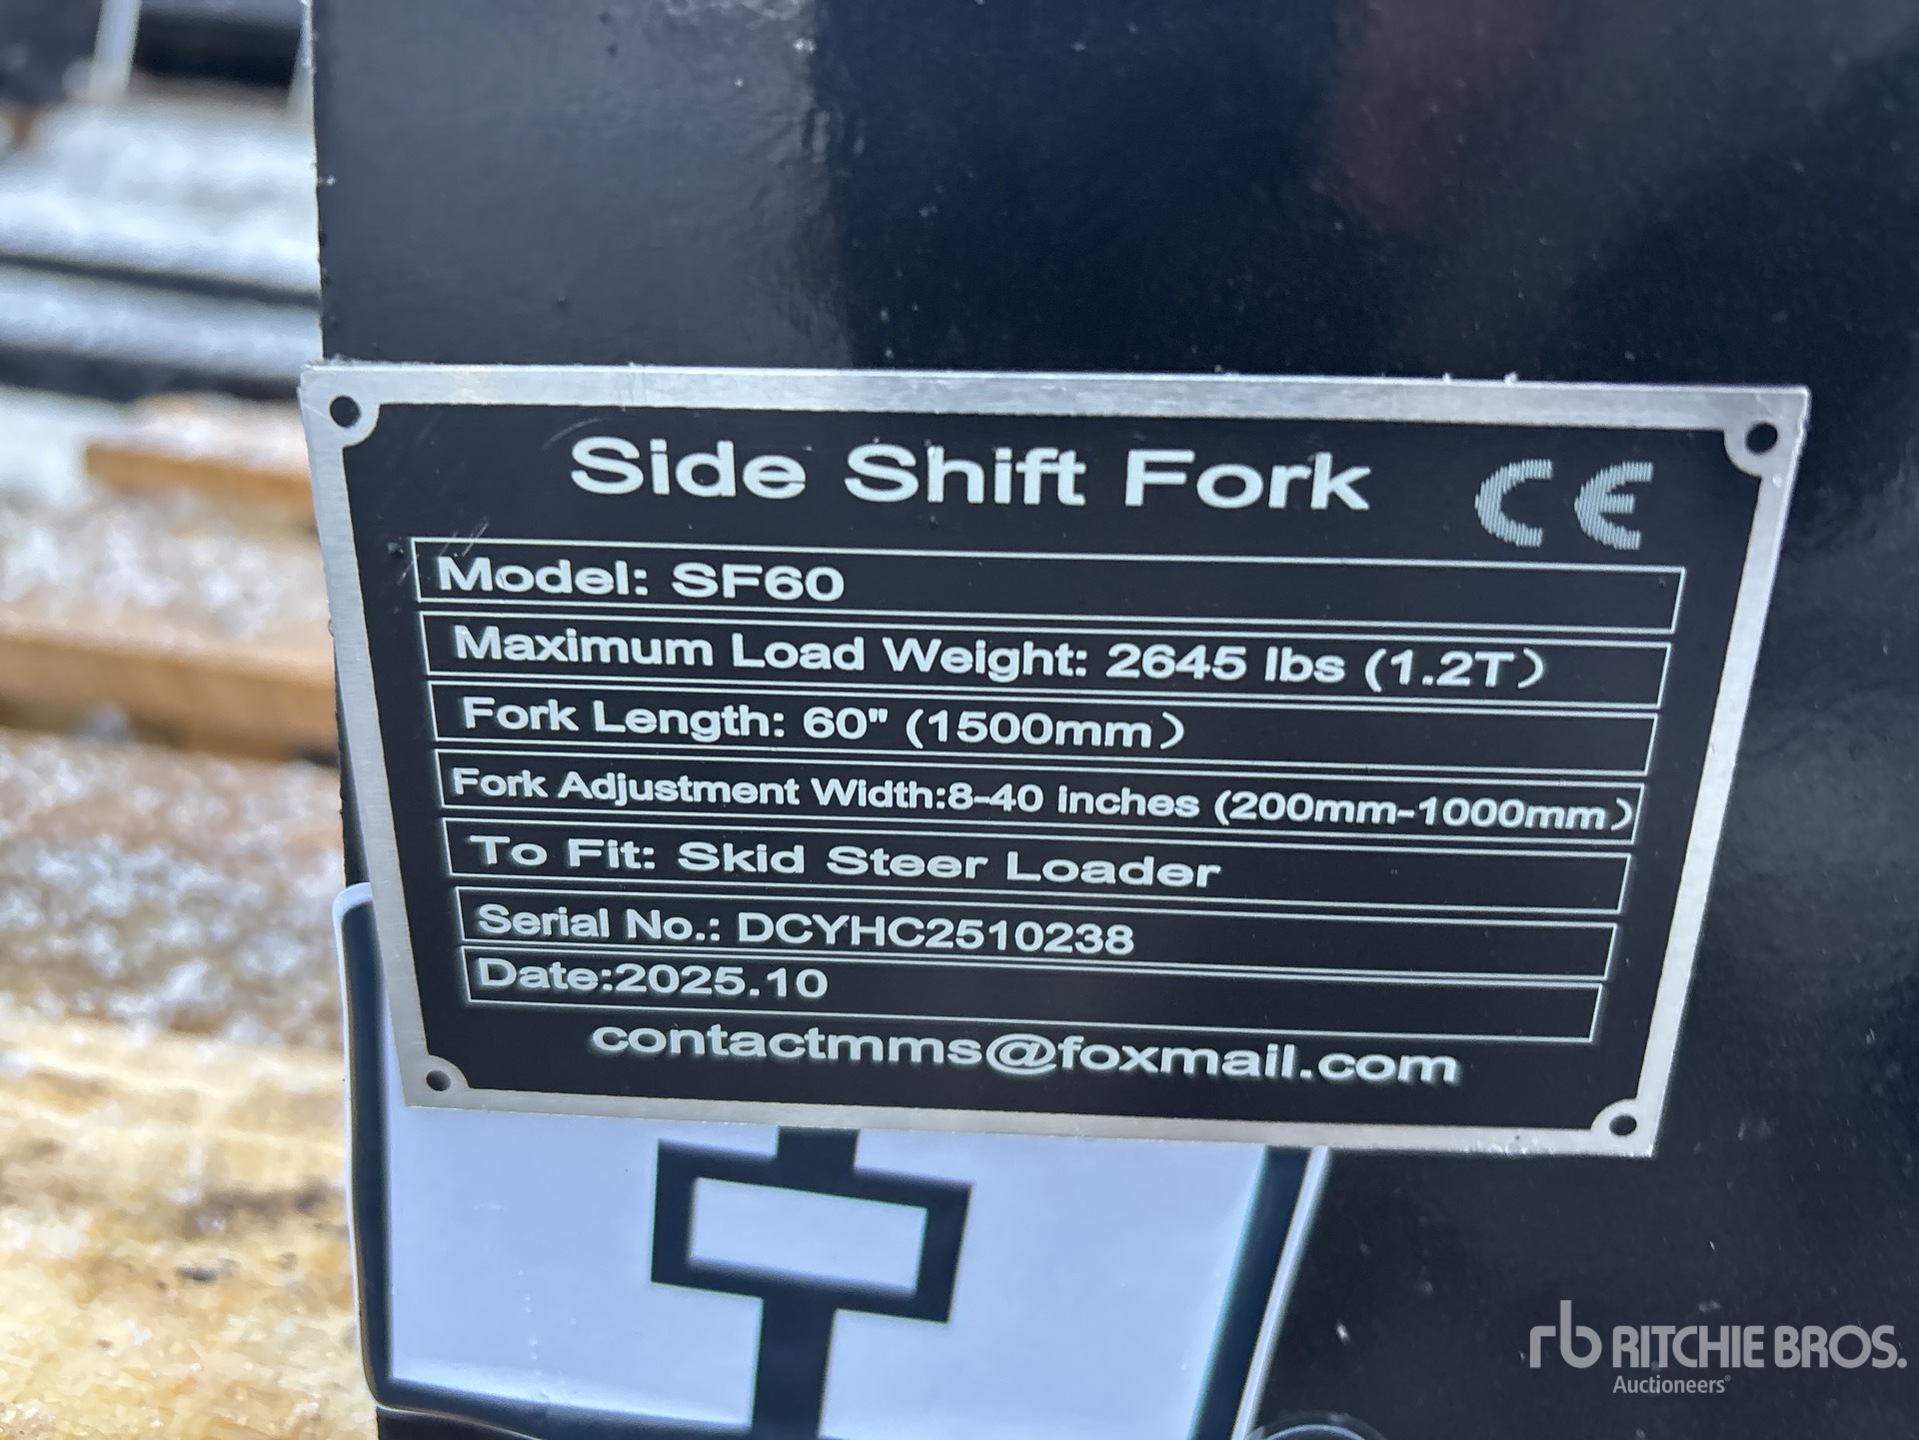 Side Shift Fork CE
Model: SF60
Maximum Load Weight: 2645 lbs (1.2T)
Fork Length: 60" (1500mm)
Fork Adjustment Width:8-40 inches (200mm-1000mm)
To Fit: Skid Steer Loader
Serial No.: DCYHC2510238
Date:2025.10
contactmms@foxmail.com
rb RITCHIE BROS.
Auctioneers®